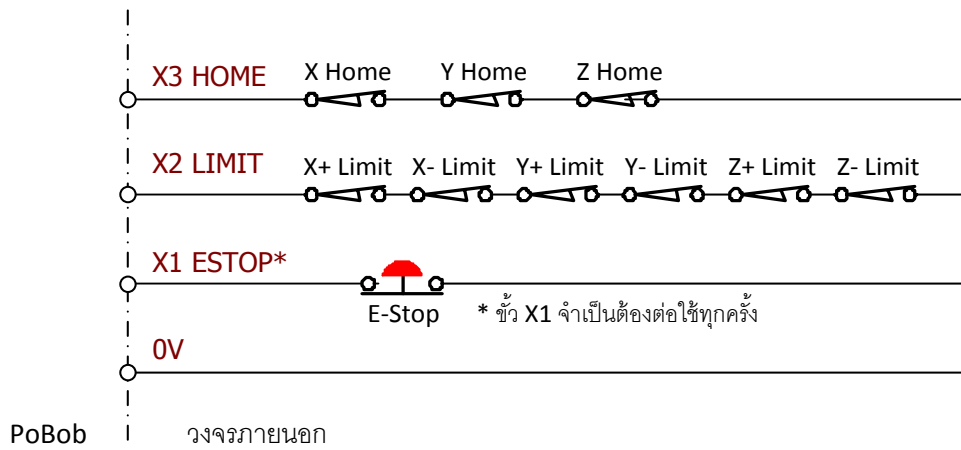 X3 HOME X Home Y Home Z Home
X2 LIMIT X+ Limit X- Limit Y+ Limit Y- Limit Z+ Limit Z- Limit
X1 ESTOP*
E-Stop * ขั้ว X1 จำเป็นต้องต่อใช้ทุกครั้ง
0V
PoBob วงจรภายนอก